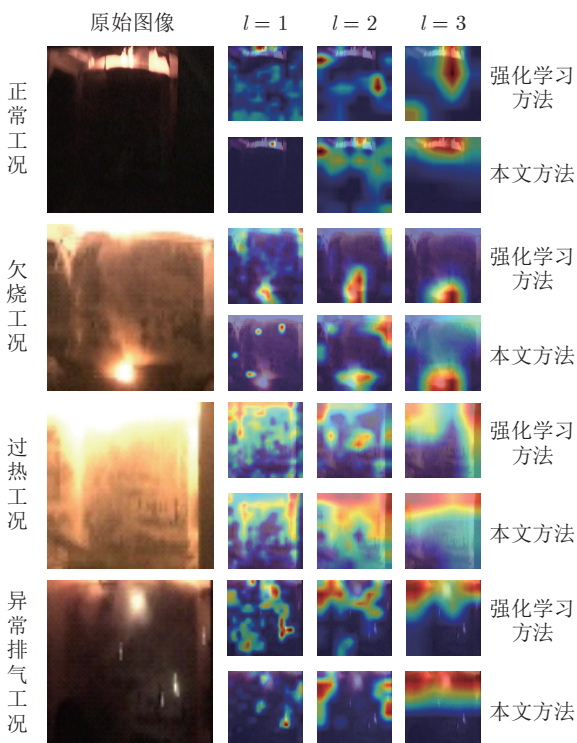 原始图像 l = 1 l = 2 l = 3
正常工况
强化学习
方法
本文方法
欠烧工况
强化学习
方法
本文方法
过热工况
强化学习
方法
本文方法
异常排气工况
强化学习
方法
本文方法